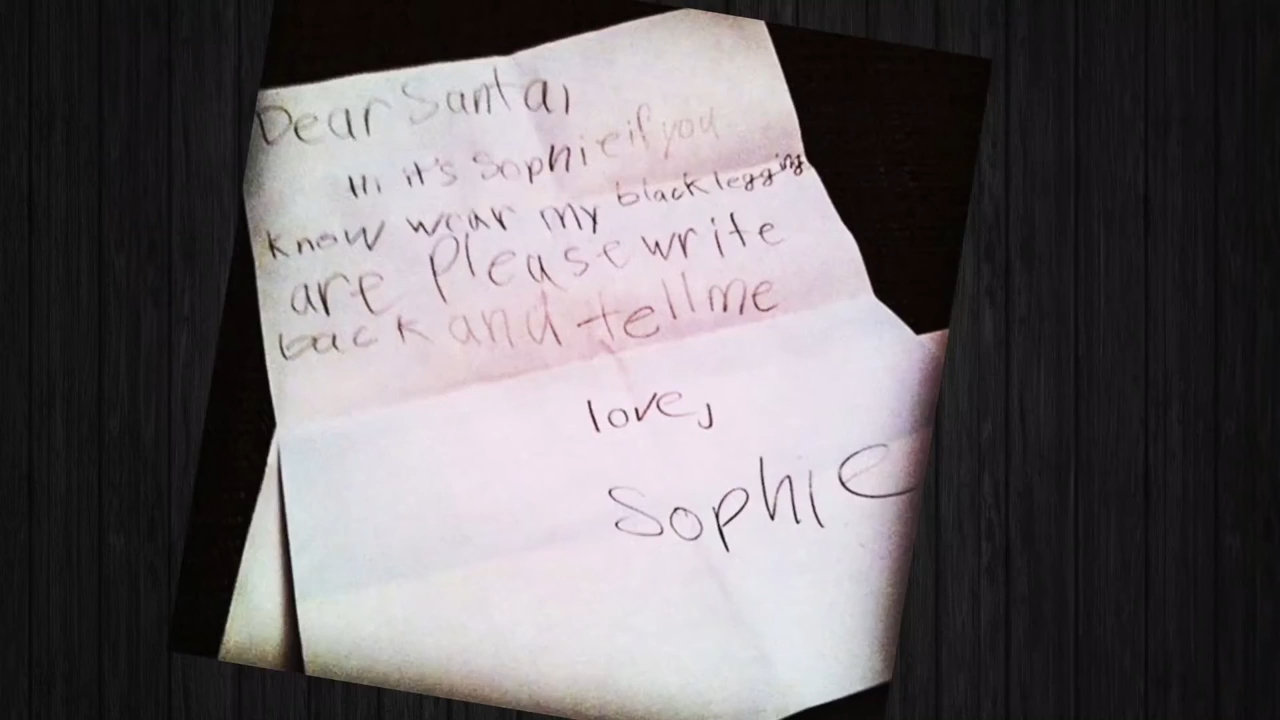 Dear Santa,
Hi it's Sophie if you
know wear my black legging
are please write
back and tell me
love,
Sophie